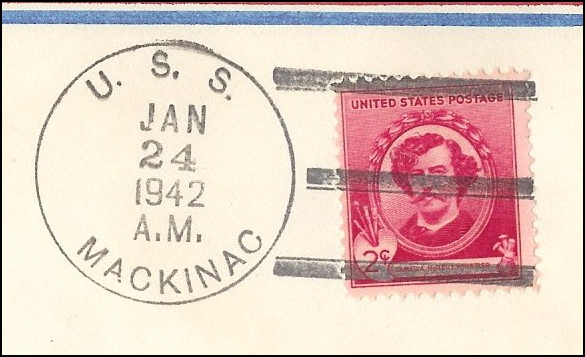 U. S. S.
JAN
24
1942
A.M.
MACKINAC
UNITED STATES POSTAGE
2¢